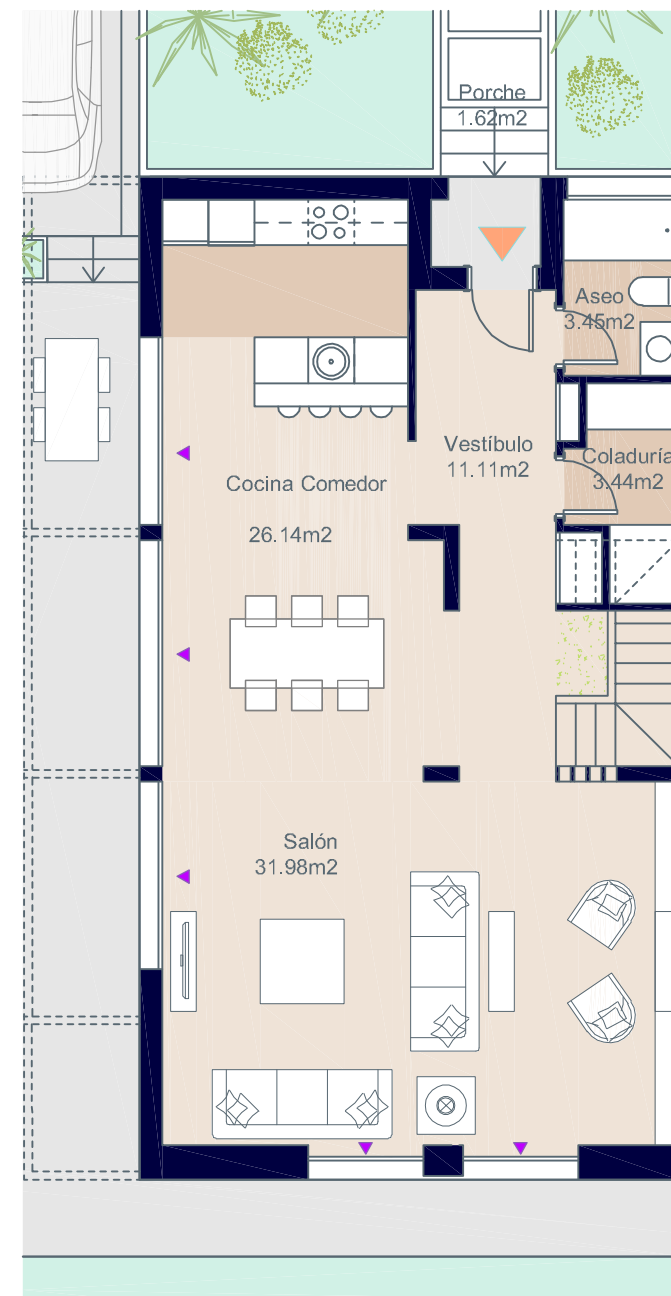 Porche
1.62m2
Aseo
3.45m2
Vestíbulo
11.11m2
Coladuría
3.44m2
Cocina Comedor
26.14m2
Salón
31.98m2